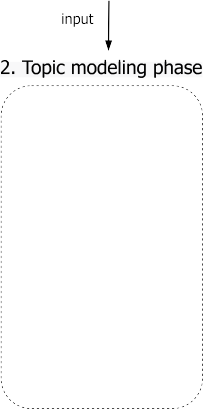 input
2. Topic modeling phase